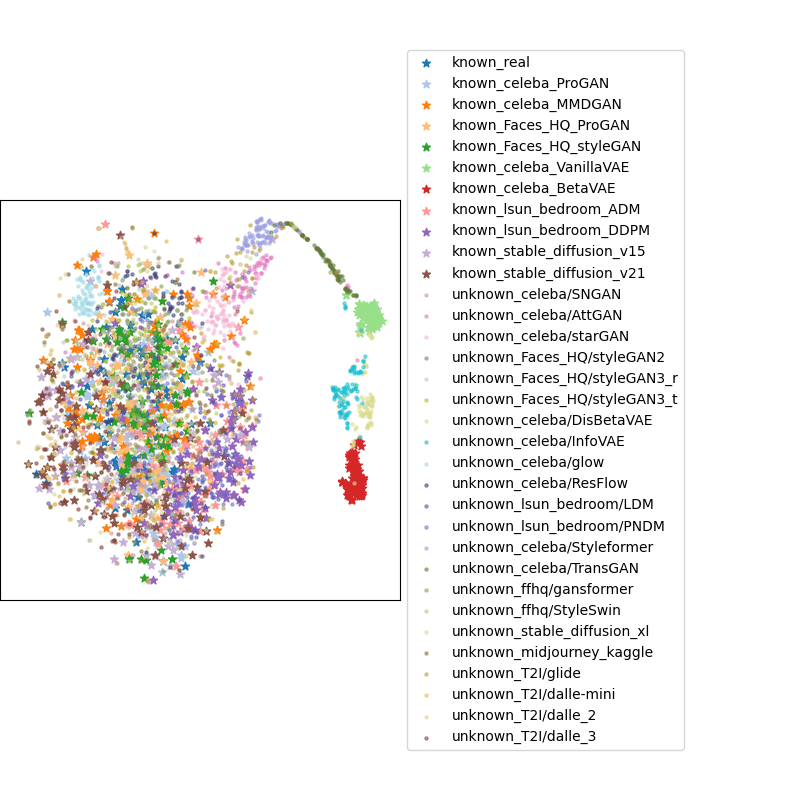 known_real
known_celeba_ProGAN
known_celeba_MMDGAN
known_Faces_HQ_ProGAN
known_Faces_HQ_styleGAN
known_celeba_VanillaVAE
known_celeba_BetaVAE
known_lsun_bedroom_ADM
known_lsun_bedroom_DDPM
known_stable_diffusion_v15
known_stable_diffusion_v21
unknown_celeba/SNGAN
unknown_celeba/AttGAN
unknown_celeba/starGAN
unknown_Faces_HQ/styleGAN2
unknown_Faces_HQ/styleGAN3_r
unknown_Faces_HQ/styleGAN3_t
unknown_celeba/DisBetaVAE
unknown_celeba/InfoVAE
unknown_celeba/glow
unknown_celeba/ResFlow
unknown_lsun_bedroom/LDM
unknown_lsun_bedroom/PNDM
unknown_celeba/Styleformer
unknown_celeba/TransGAN
unknown_ffhq/gansformer
unknown_ffhq/StyleSwin
unknown_stable_diffusion_xl
unknown_midjourney_kaggle
unknown_T2I/glide
unknown_T2I/dalle-mini
unknown_T2I/dalle_2
unknown_T2I/dalle_3